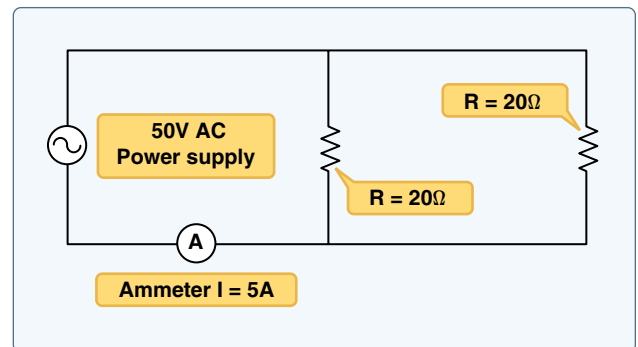 50V AC
Power supply
R = 20Ω
R = 20Ω
A
Ammeter I = 5A